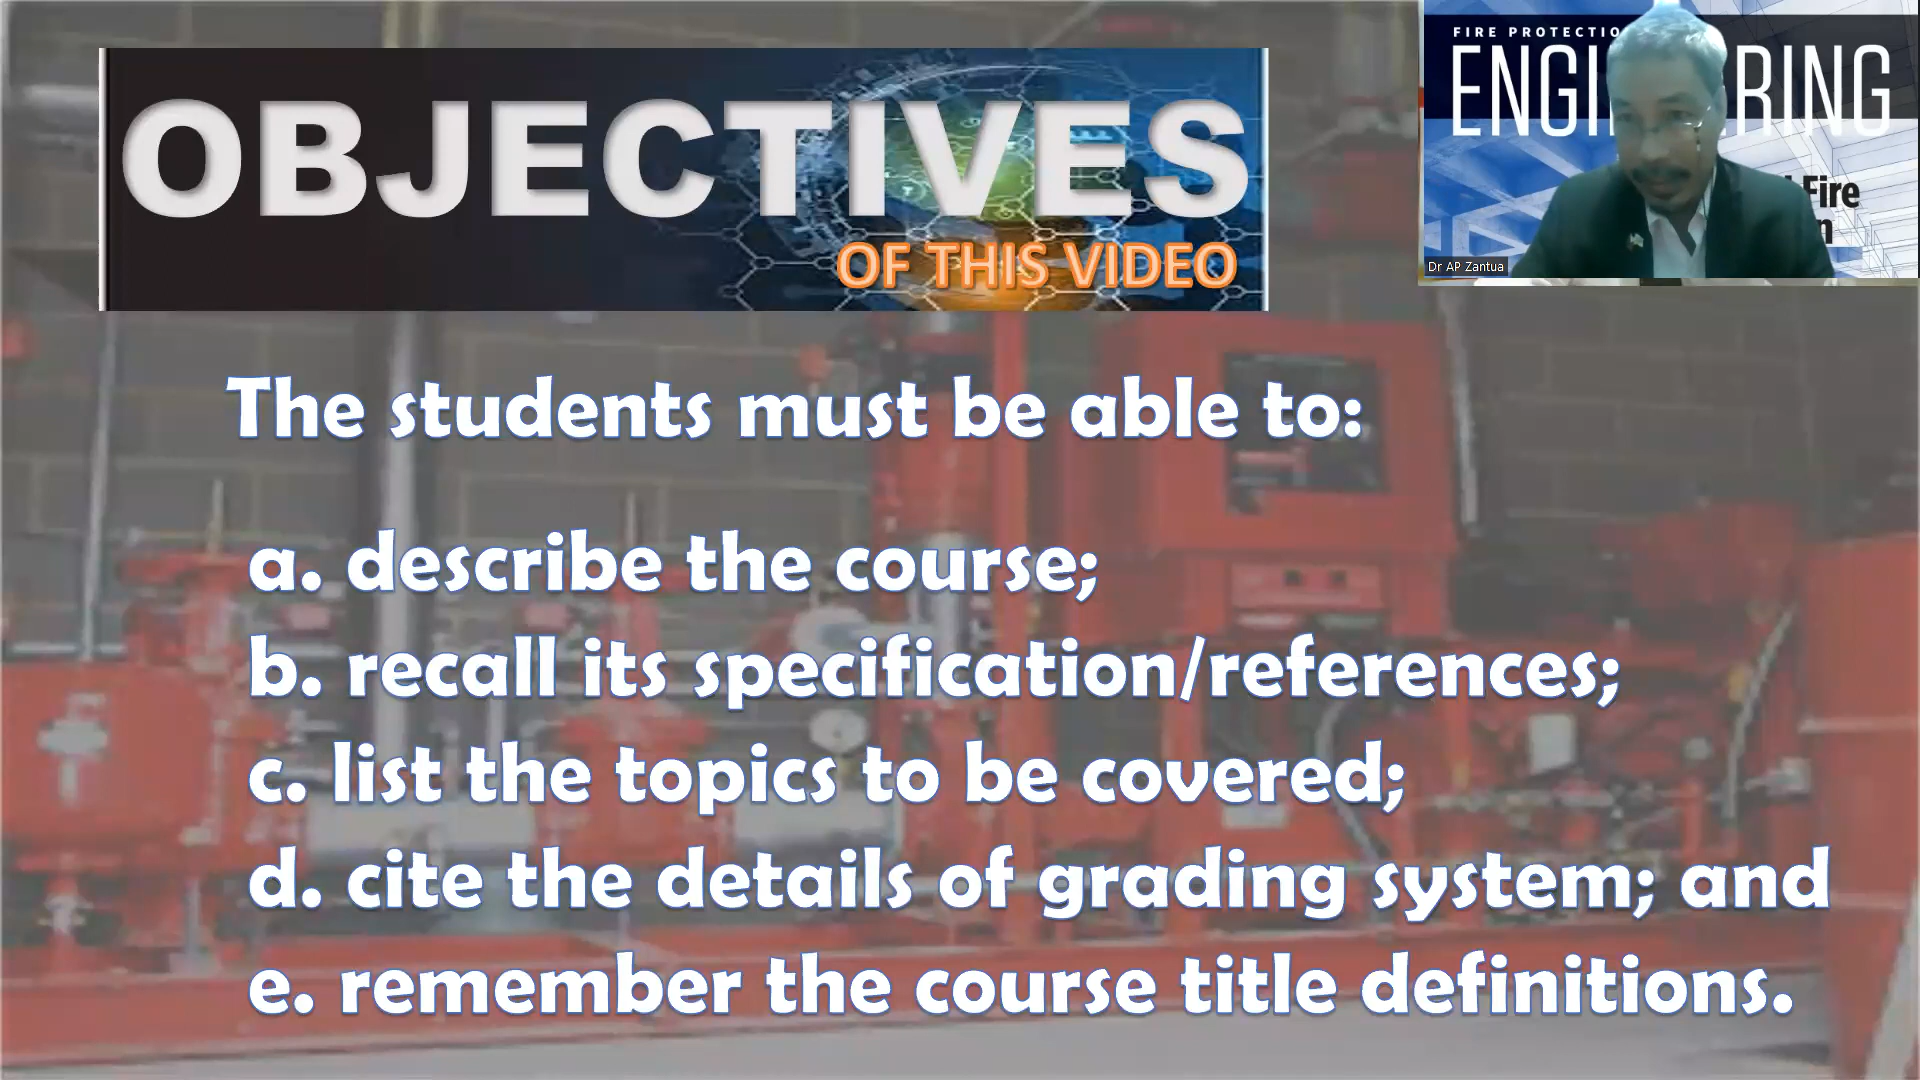 OBJECTIVES
OF THIS VIDEO
FIRE PROTECTIO
ENGI RING
Fire
Dr AP Zantua
The students must be able to:
a. describe the course;
b. recall its specification/references;
c. list the topics to be covered;
d. cite the details of grading system; and
e. remember the course title definitions.